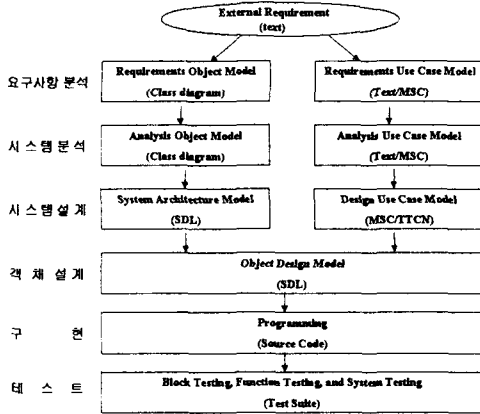 External Requirement
(text)
요구사항 분석
Requirements Object Model
(Class diagram)
Requirements Use Case Model
(Text/MSC)
시스템분석
Analysis Object Model
(Class diagram)
Analysis Use Case Model
(Text/MSC)
시스템설계
System Architecture Model
(SDL)
Design Use Case Model
(MSC/TTCN)
객 채 설 계
Object Design Model
(SDL)
구 현
Programming
(Source Code)
테 스 트
Block Testing, Function Testing, and System Testing
(Test Suite)